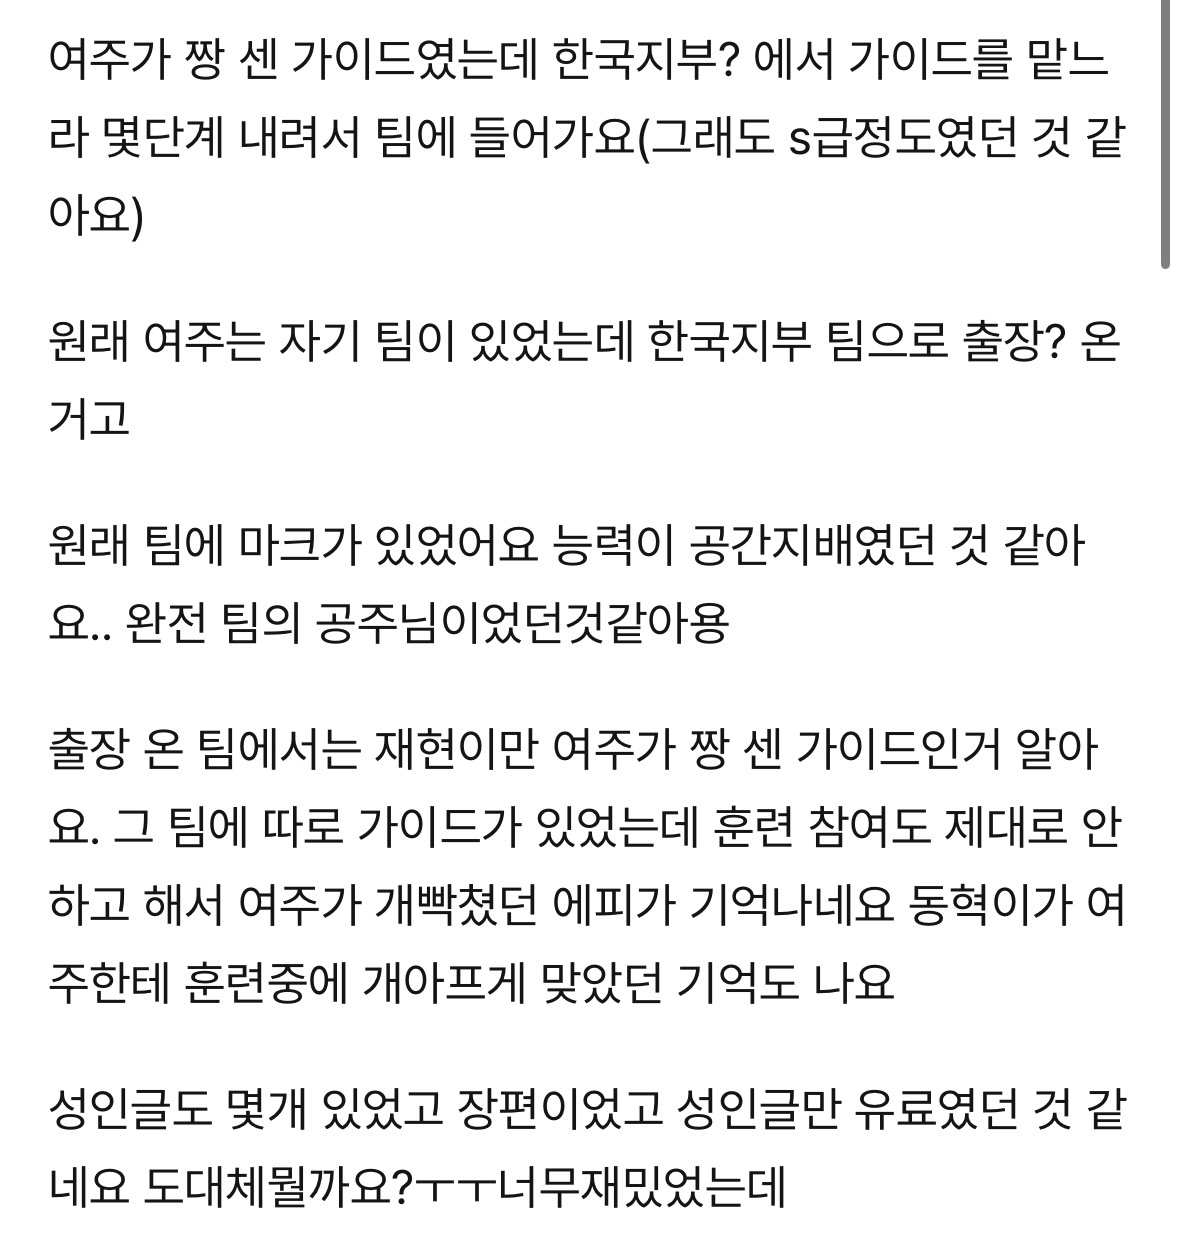 여주가 짱 센 가이드였는데 한국지부? 에서 가이드를 맡느
라 몇단계 내려서 팀에 들어가요(그래도 s급정도였던 것 같
아요)
원래 여주는 자기 팀이 있었는데 한국지부 팀으로 출장? 온
거고
원래 팀에 마크가 있었어요 능력이 공간지배였던 것 같아
요.. 완전 팀의 공주님이었던것같아용
출장 온 팀에서는 재현이만 여주가 짱 센 가이드인거 알아
요. 그 팀에 따로 가이드가 있었는데 훈련 참여도 제대로 안
하고 해서 여주가 개빡쳤던 에피가 기억나네요 동혁이가 여
주한테 훈련중에 개아프게 맞았던 기억도 나요
성인글도 몇개 있었고 장편이었고 성인글만 유료였던 것 같
네요 도대체뭘까요?ㅜㅜ너무재밌었는데